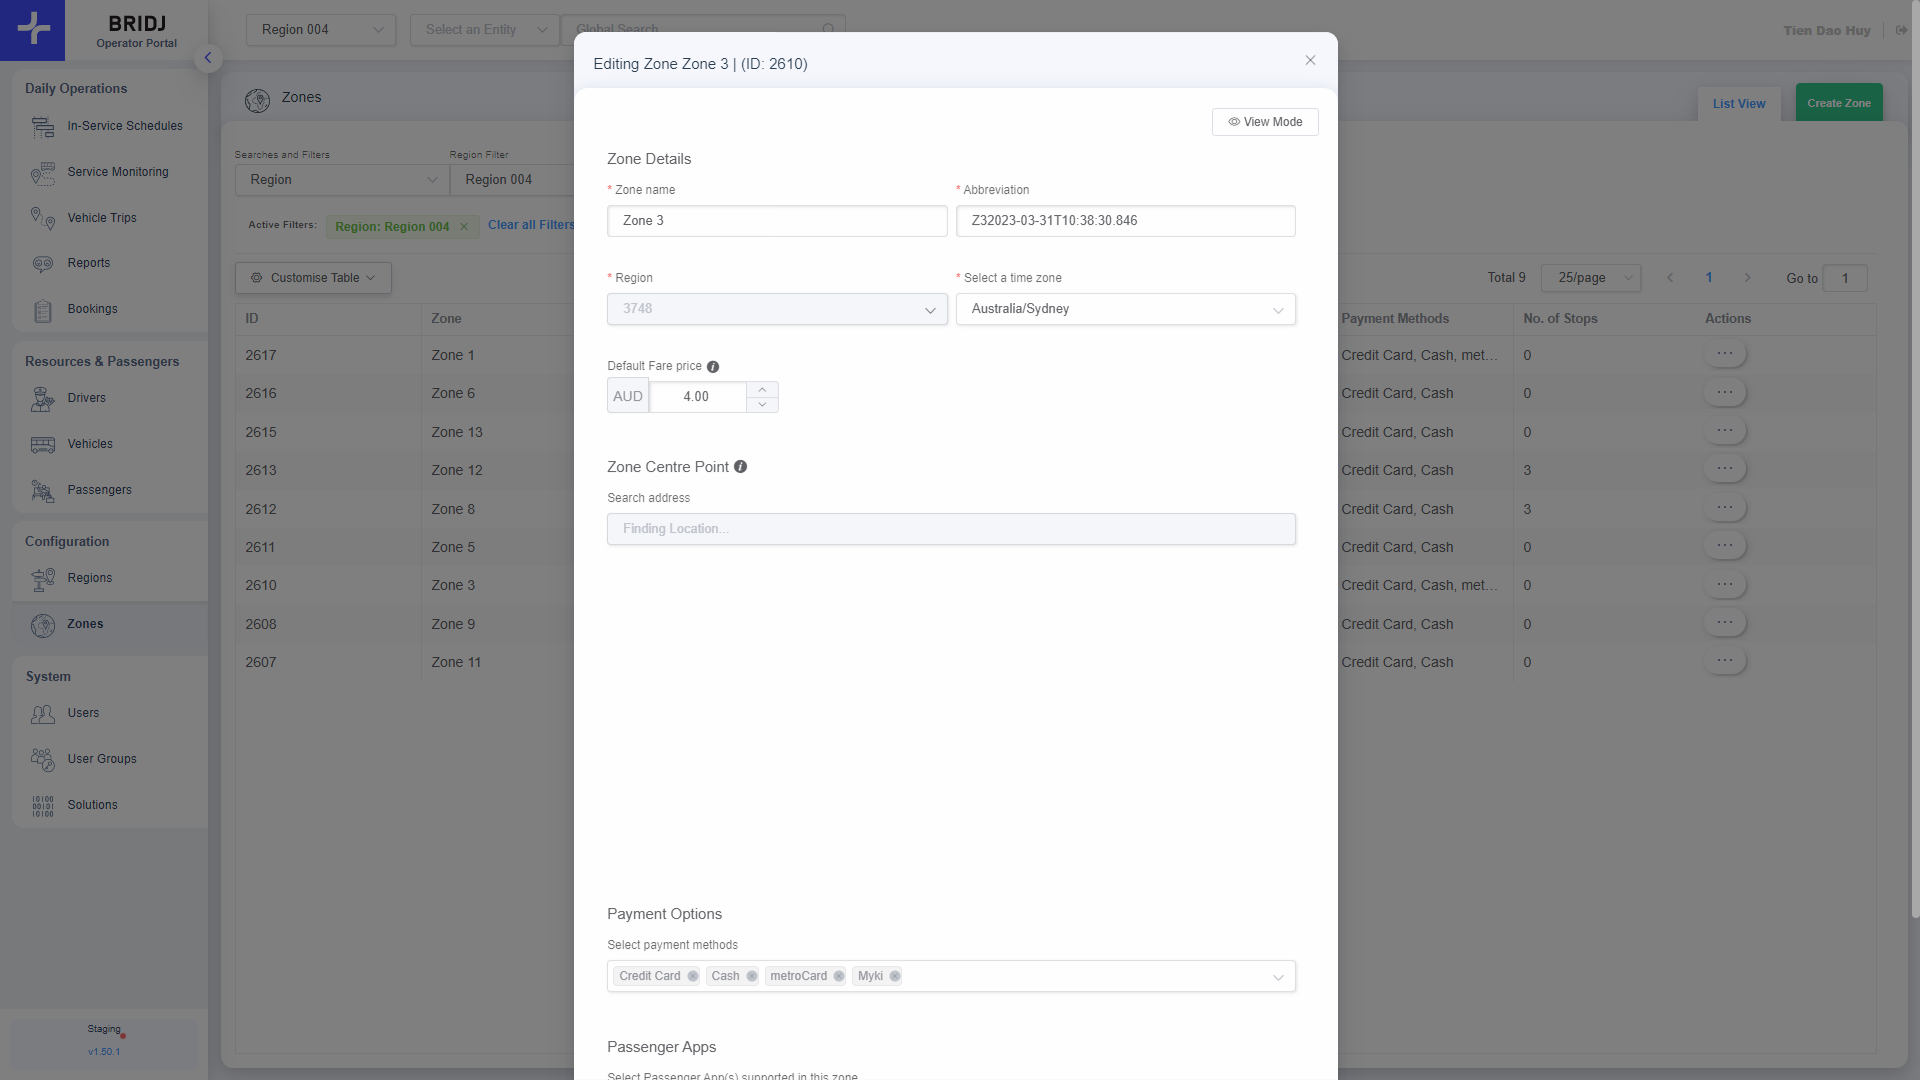 BRIDJ
Operator Portal
Region 004
Select an Entity
Global Search
Tien Dao Huy
Daily Operations
In-Service Schedules
Service Monitoring
Vehicle Trips
Reports
Bookings
Resources & Passengers
Drivers
Vehicles
Passengers
Configuration
Regions
Zones
System
Users
User Groups
Solutions
Staging
v1.50.1
Zones
List View
Create Zone
Searches and Filters
Region
Region Filter
Region 004
Active Filters:
Region: Region 004
Clear all Filters
Customise Table
Total 9
25/page
1
Go to
1
ID Zone Payment Methods No. of Stops Actions
2617 Zone 1 Credit Card, Cash, met... 0
2616 Zone 6 Credit Card, Cash 0
2615 Zone 13 Credit Card, Cash 0
2613 Zone 12 Credit Card, Cash 3
2612 Zone 8 Credit Card, Cash 3
2611 Zone 5 Credit Card, Cash 0
2610 Zone 3 Credit Card, Cash, met... 0
2608 Zone 9 Credit Card, Cash 0
2607 Zone 11 Credit Card, Cash 0
Editing Zone Zone 3 | (ID: 2610)
View Mode
Zone Details
* Zone name
Zone 3
* Abbreviation
Z32023-03-31T10:38:30.846
* Region
3748
* Select a time zone
Australia/Sydney
Default Fare price
AUD 4.00
Zone Centre Point
Search address
Finding Location...
Payment Options
Select payment methods
Credit Card Cash metroCard Myki
Passenger Apps
Select Passenger App(s) supported in this zone